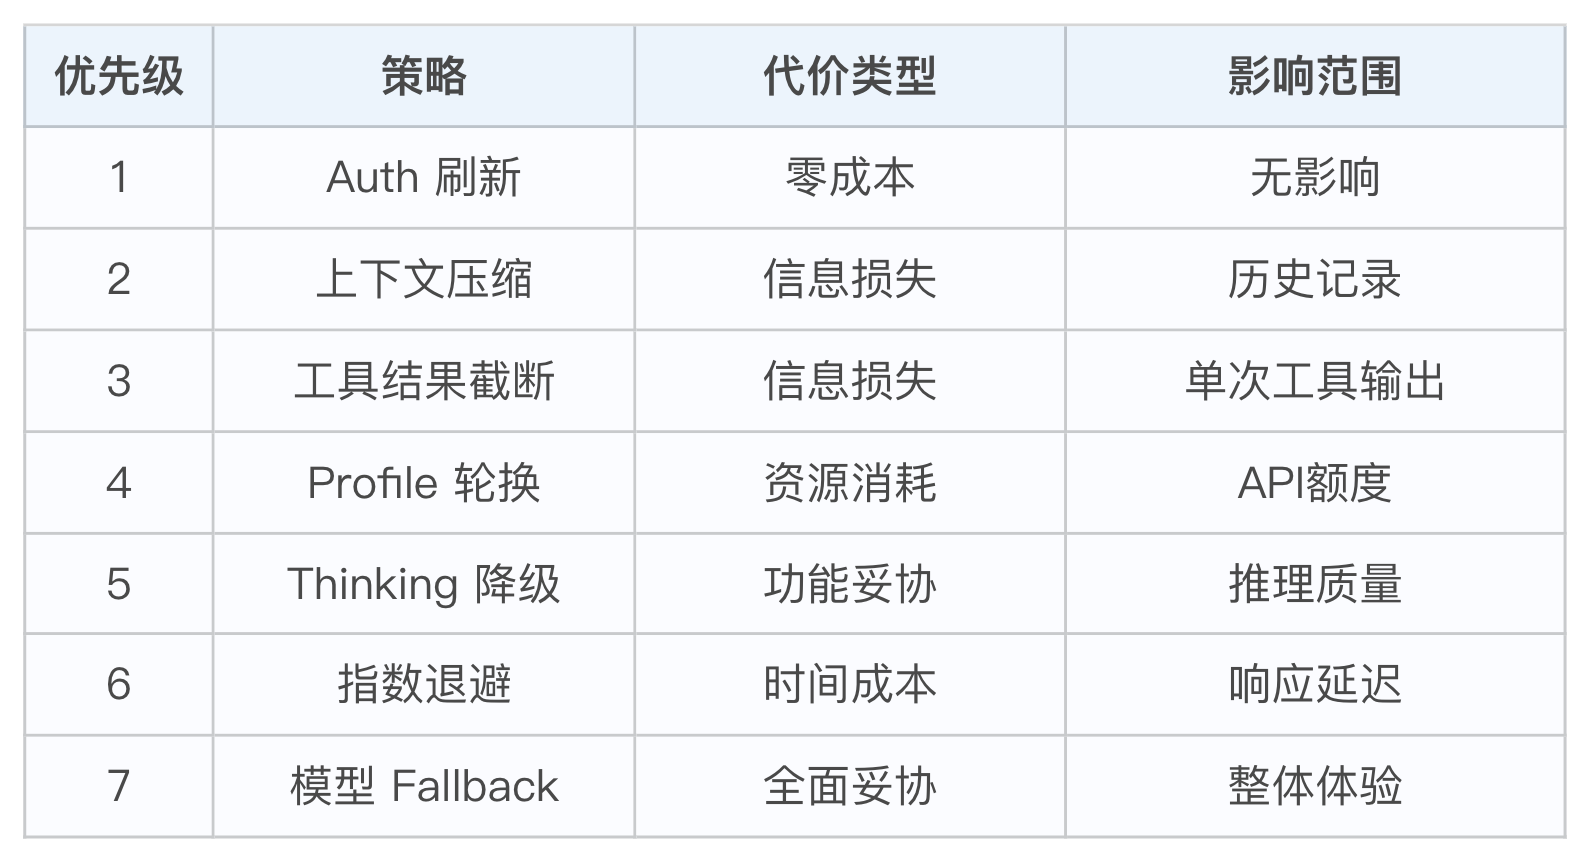 优先级 策略 代价类型 影响范围
1 Auth 刷新 零成本 无影响
2 上下文压缩 信息损失 历史记录
3 工具结果截断 信息损失 单次工具输出
4 Profile 轮换 资源消耗 API额度
5 Thinking 降级 功能妥协 推理质量
6 指数退避 时间成本 响应延迟
7 模型 Fallback 全面妥协 整体体验